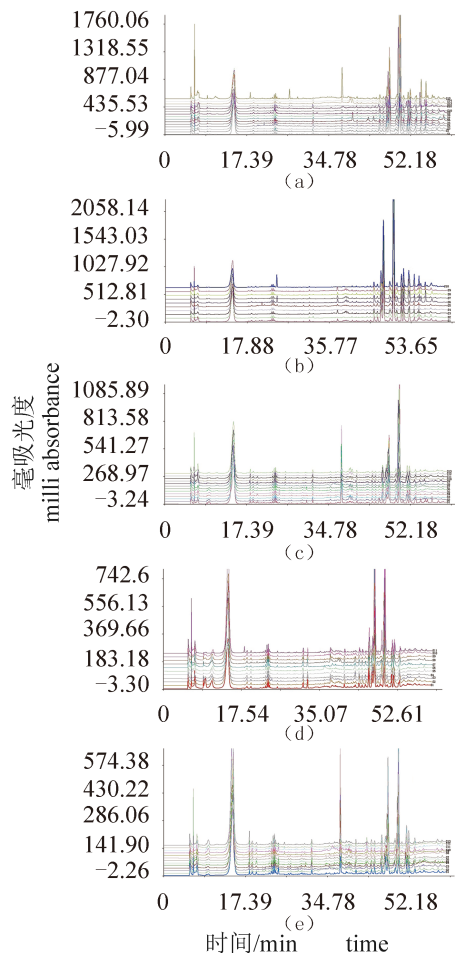 1760.06
1318.55
877.04
435.53
−5.99
0 17.39 34.78 52.18
(a)
2058.14
1543.03
1027.92
512.81
−2.30
0 17.88 35.77 53.65
(b)
毫吸光度
milli absorbance
1085.89
813.58
541.27
268.97
−3.24
0 17.39 34.78 52.18
(c)
742.6
556.13
369.66
183.18
−3.30
0 17.54 35.07 52.61
(d)
574.38
430.22
286.06
141.90
−2.26
0 17.39 34.78 52.18
(e)
时间/min time